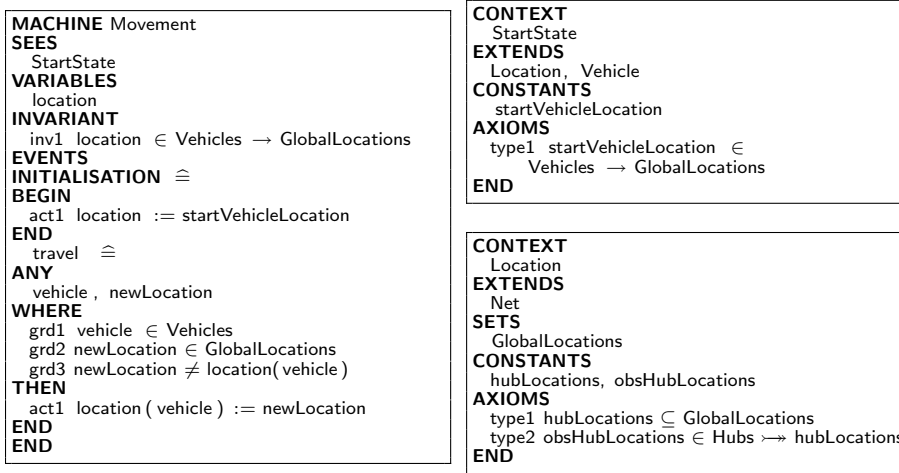 MACHINE Movement
SEES
StartState
VARIABLES
location
INVARIANT
inv1 location ∈ Vehicles → GlobalLocations
EVENTS
INITIALISATION ≙
BEGIN
act1 location := startVehicleLocation
END
travel ≙
ANY
vehicle , newLocation
WHERE
grd1 vehicle ∈ Vehicles
grd2 newLocation ∈ GlobalLocations
grd3 newLocation ≠ location( vehicle )
THEN
act1 location ( vehicle ) := newLocation
END
END
CONTEXT
StartState
EXTENDS
Location, Vehicle
CONSTANTS
startVehicleLocation
AXIOMS
type1 startVehicleLocation ∈
Vehicles → GlobalLocations
END
CONTEXT
Location
EXTENDS
Net
SETS
GlobalLocations
CONSTANTS
hubLocations, obsHubLocations
AXIOMS
type1 hubLocations ⊆ GlobalLocations
type2 obsHubLocations ∈ Hubs ⤖ hubLocations
END